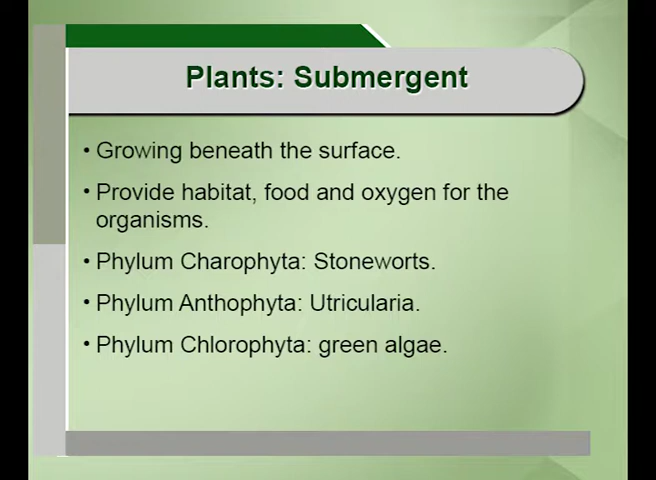 Plants: Submergent
• Growing beneath the surface.
• Provide habitat, food and oxygen for the
organisms.
• Phylum Charophyta: Stoneworts.
• Phylum Anthophyta: Utricularia.
• Phylum Chlorophyta: green algae.